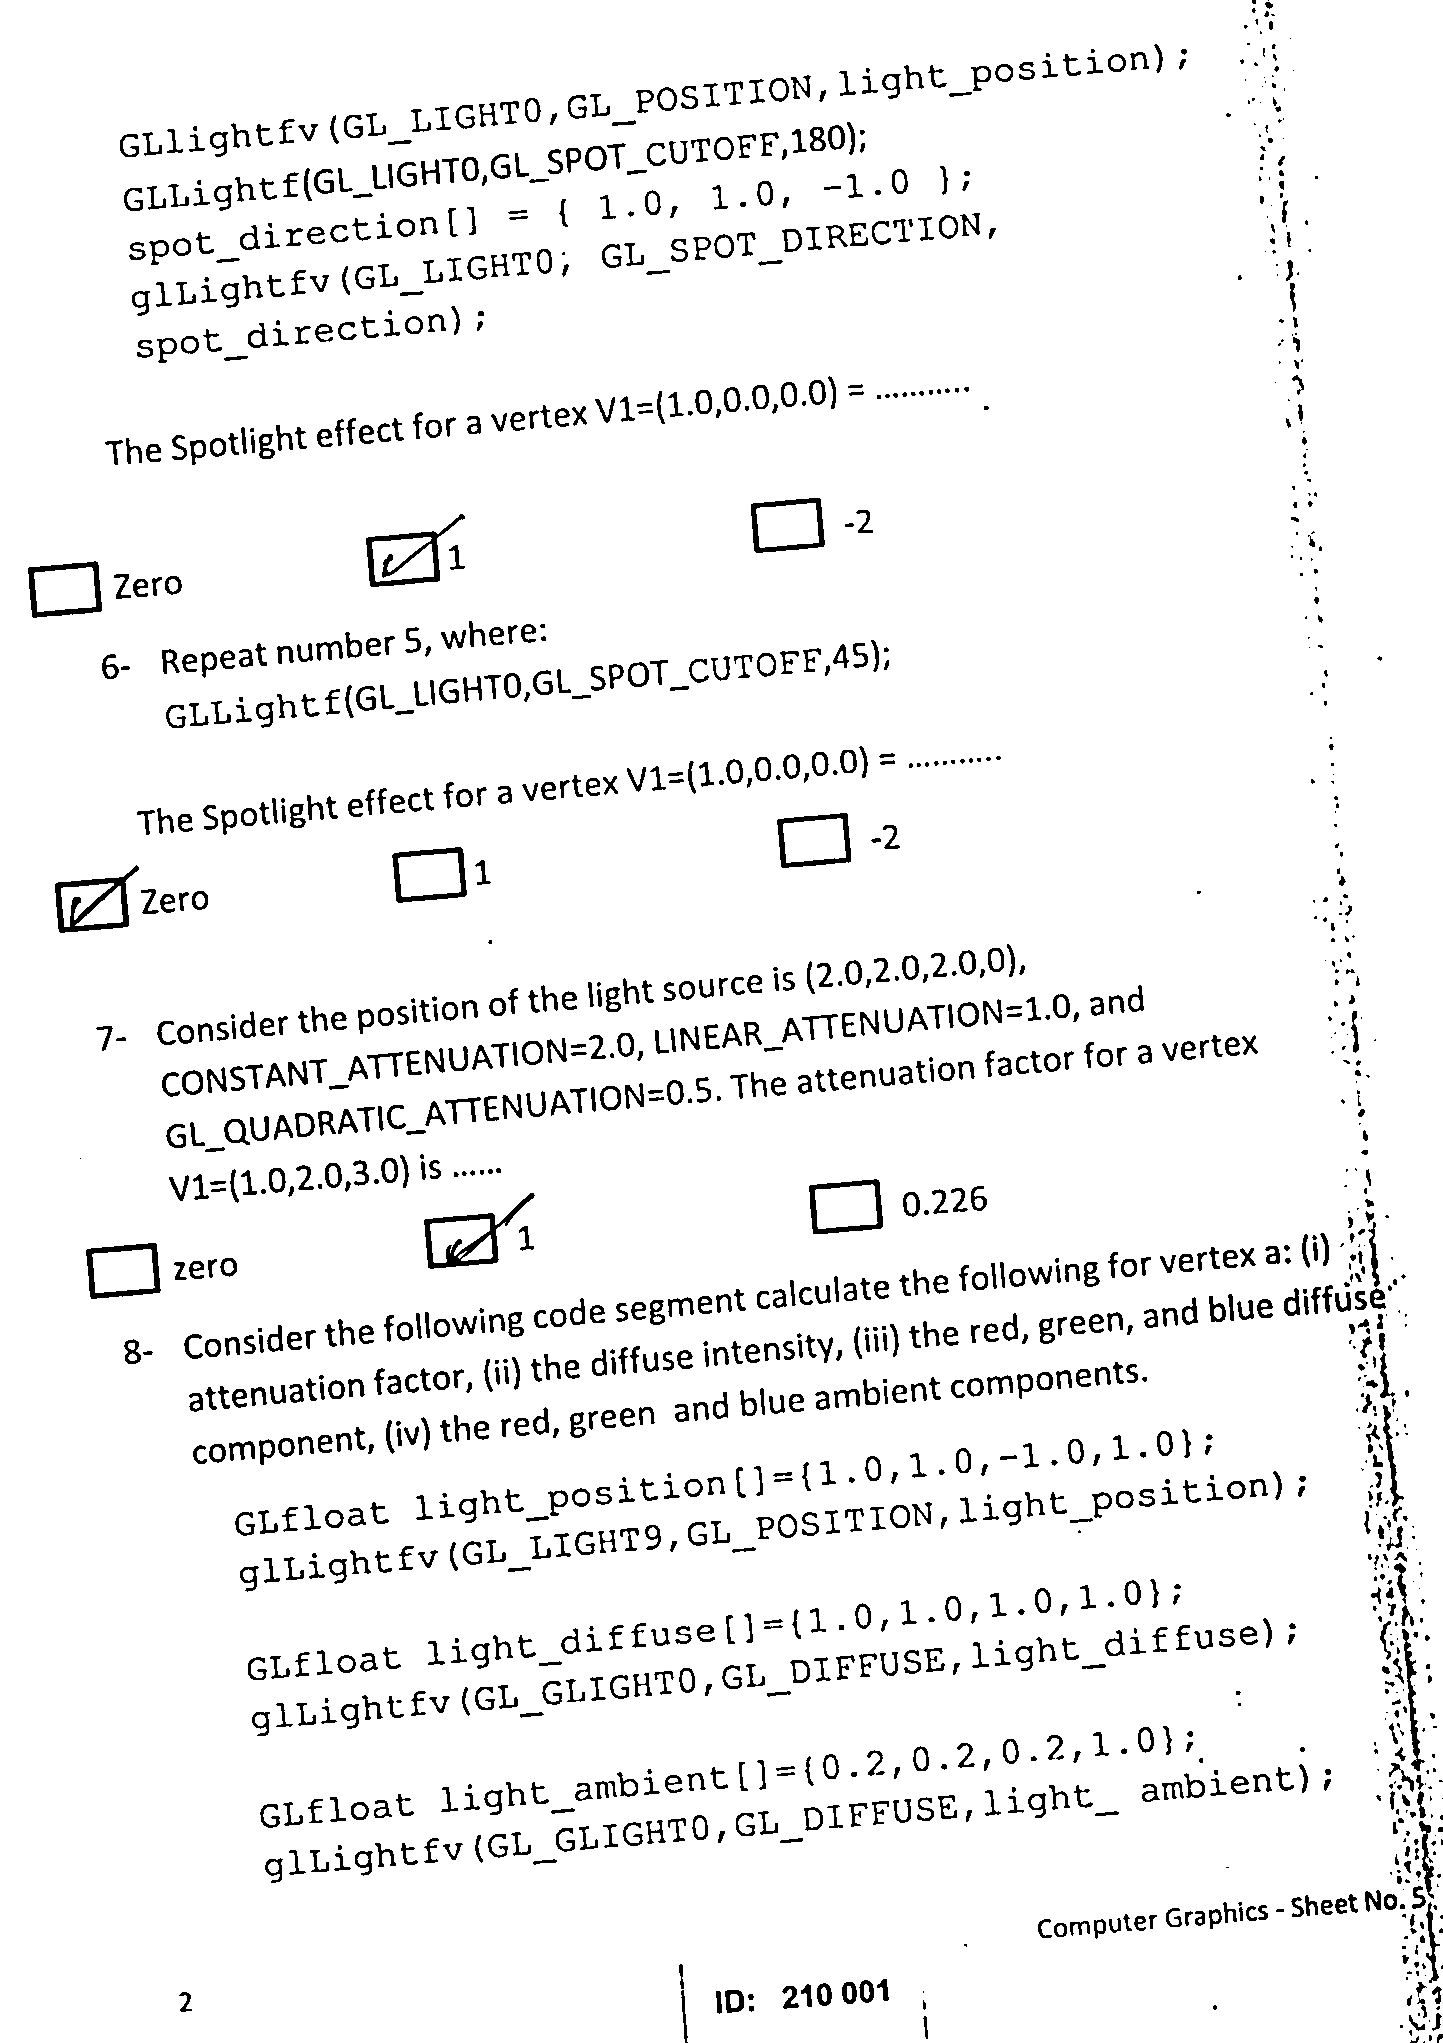 GLlightfv(GL_LIGHT0,GL_POSITION,light_position);
GLLightf(GL_LIGHT0,GL_SPOT_CUTOFF,180);
spot_direction[] = { 1.0, 1.0, -1.0 };
glLightfv(GL_LIGHT0; GL_SPOT_DIRECTION,
spot_direction);
The Spotlight effect for a vertex V1=(1.0,0.0,0.0) = ...........
Zero 1 -2
6- Repeat number 5, where:
GLLightf(GL_LIGHT0,GL_SPOT_CUTOFF,45);
The Spotlight effect for a vertex V1=(1.0,0.0,0.0) = ...........
Zero 1 -2
7- Consider the position of the light source is (2.0,2.0,2.0,0),
CONSTANT_ATTENUATION=2.0, LINEAR_ATTENUATION=1.0, and
GL_QUADRATIC_ATTENUATION=0.5. The attenuation factor for a vertex
V1=(1.0,2.0,3.0) is ......
zero 1 0.226
8- Consider the following code segment calculate the following for vertex a: (i)
attenuation factor, (ii) the diffuse intensity, (iii) the red, green, and blue diffuse
component, (iv) the red, green and blue ambient components.
GLfloat light_position[]={1.0,1.0,-1.0,1.0};
glLightfv(GL_LIGHT9,GL_POSITION,light_position);
GLfloat light_diffuse[]={1.0,1.0,1.0,1.0};
glLightfv(GL_GLIGHT0,GL_DIFFUSE,light_diffuse);
GLfloat light_ambient[]={0.2,0.2,0.2,1.0};
glLightfv(GL_GLIGHT0,GL_DIFFUSE,light_ ambient);
Computer Graphics - Sheet No. 5
2
ID: 210 001